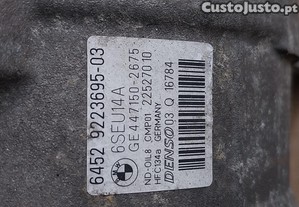 CustoJusto.pt
6452 9223695-03
6SEU14A
GE447150-2675
ND-OIL8 CMP01 22527010
HFC134a GERMANY
DENSO 03 Q 16784